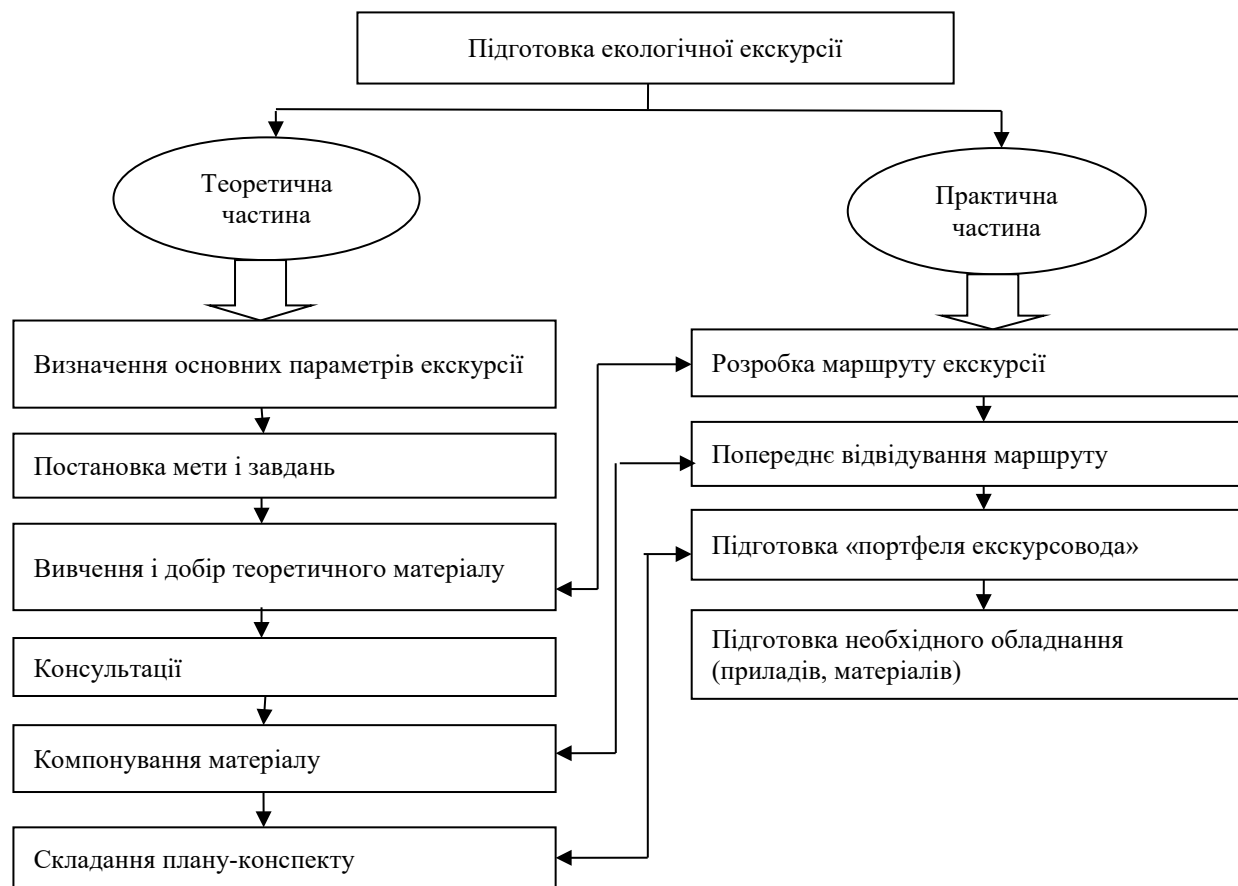 Підготовка екологічної екскурсії
Теоретична
частина
Практична
частина
Визначення основних параметрів екскурсії
Постановка мети і завдань
Вивчення і добір теоретичного матеріалу
Консультації
Компонування матеріалу
Складання плану-конспекту
Розробка маршруту екскурсії
Попереднє відвідування маршруту
Підготовка «портфеля екскурсовода»
Підготовка необхідного обладнання
(приладів, матеріалів)